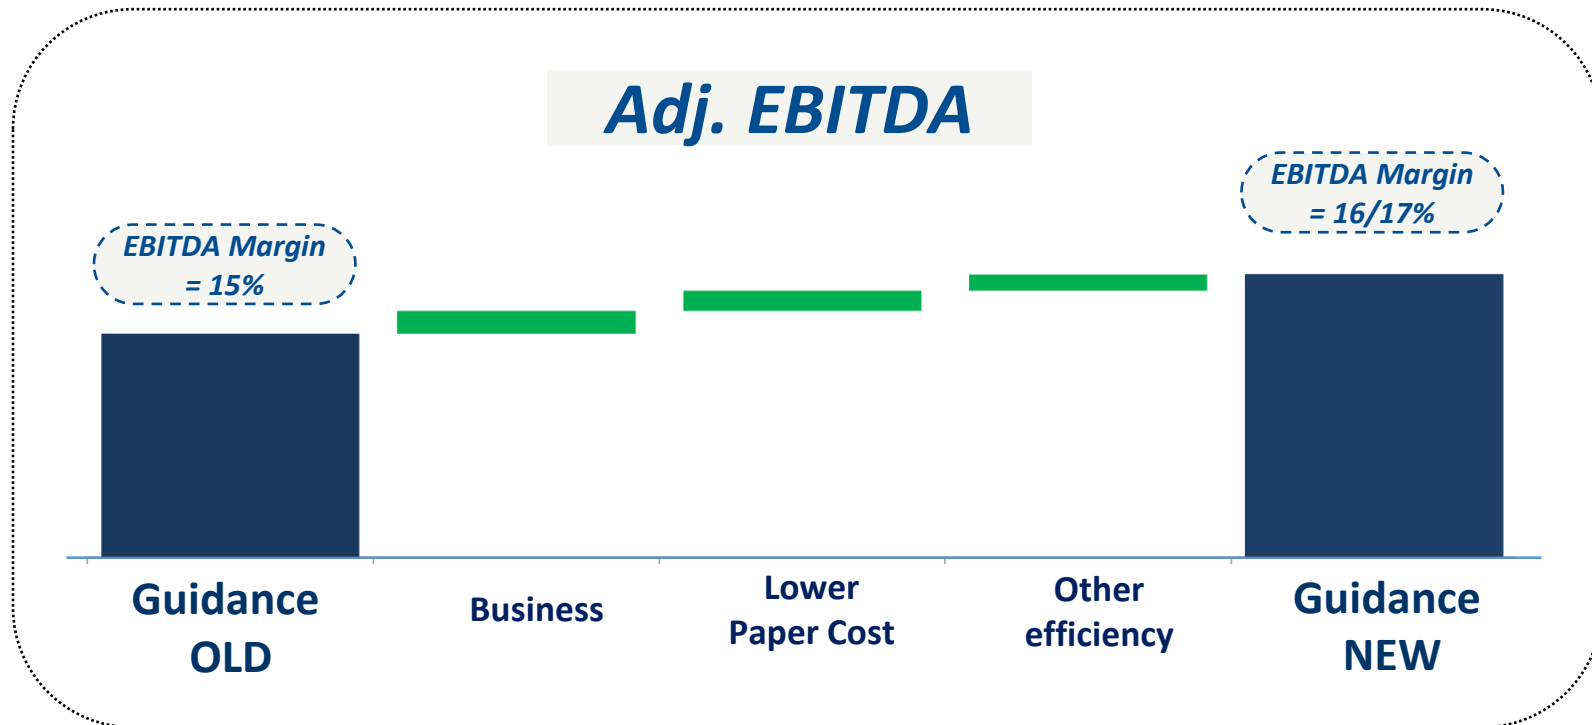 Adj. EBITDA
EBITDA Margin
= 15%
EBITDA Margin
= 16/17%
Guidance
OLD
Business
Lower
Paper Cost
Other
efficiency
Guidance
NEW